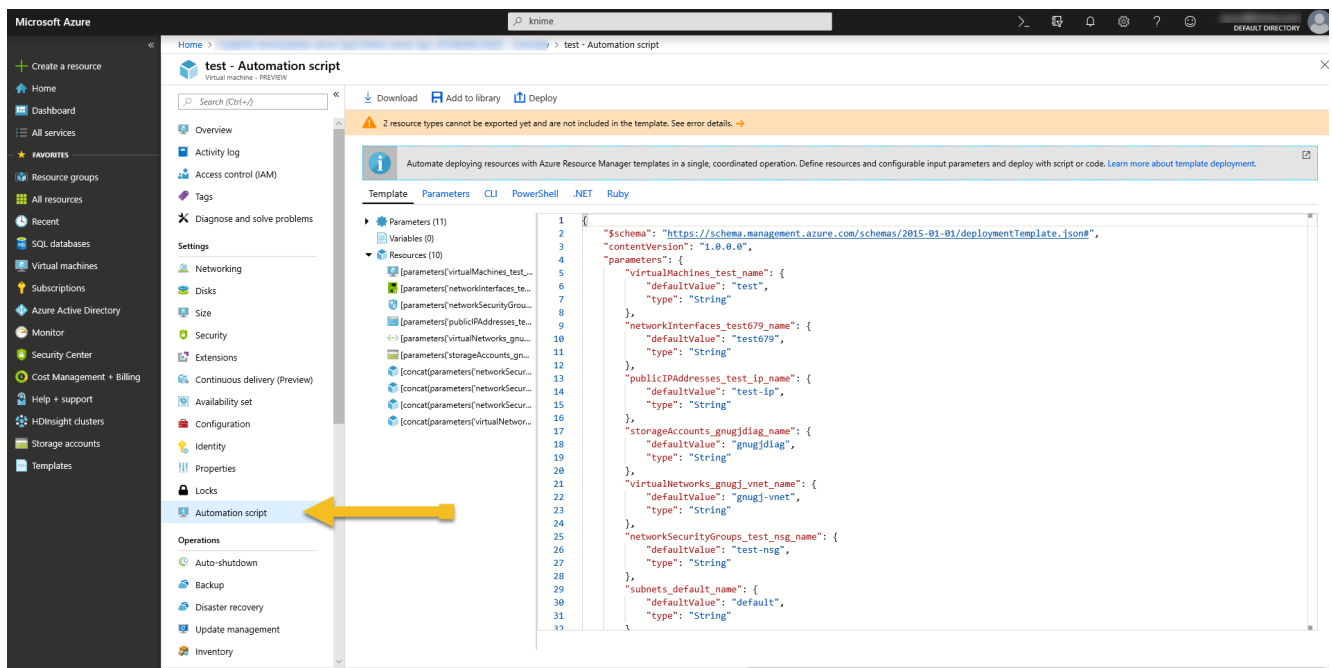 Microsoft Azure
knime
>_
?
DEFAULT DIRECTORY
«
Create a resource
Home
Dashboard
All services
FAVORITES
Resource groups
All resources
Recent
SQL databases
Virtual machines
Subscriptions
Azure Active Directory
Monitor
Security Center
Cost Management + Billing
Help + support
HDInsight clusters
Storage accounts
Templates
Home >
> test - Automation script
test - Automation script
Virtual machine - PREVIEW
Search (Ctrl+/)
«
Overview
Activity log
Access control (IAM)
Tags
Diagnose and solve problems
Settings
Networking
Disks
Size
Security
Extensions
Continuous delivery (Preview)
Availability set
Configuration
Identity
Properties
Locks
Automation script
Operations
Auto-shutdown
Backup
Disaster recovery
Update management
Inventory
Download Add to library Deploy
2 resource types cannot be exported yet and are not included in the template. See error details. →
Automate deploying resources with Azure Resource Manager templates in a single, coordinated operation. Define resources and configurable input parameters and deploy with script or code. Learn more about template deployment.
Template Parameters CLI PowerShell .NET Ruby
Parameters (11)
Variables (0)
Resources (10)
[parameters('virtualMachines_test_...
[parameters('networkInterfaces_te...
[parameters('networkSecurityGrou...
[parameters('publicIPAddresses_te...
[parameters('virtualNetworks_gnu...
[parameters('storageAccounts_gn...
[concat(parameters('networkSecur...
[concat(parameters('networkSecur...
[concat(parameters('networkSecur...
[concat(parameters('virtualNetwor...
1 {
2 "$schema": "https://schema.management.azure.com/schemas/2015-01-01/deploymentTemplate.json#",
3 "contentVersion": "1.0.0.0",
4 "parameters": {
5 "virtualMachines_test_name": {
6 "defaultValue": "test",
7 "type": "String"
8 },
9 "networkInterfaces_test679_name": {
10 "defaultValue": "test679",
11 "type": "String"
12 },
13 "publicIPAddresses_test_ip_name": {
14 "defaultValue": "test-ip",
15 "type": "String"
16 },
17 "storageAccounts_gnugjdiag_name": {
18 "defaultValue": "gnugjdiag",
19 "type": "String"
20 },
21 "virtualNetworks_gnugj_vnet_name": {
22 "defaultValue": "gnugj-vnet",
23 "type": "String"
24 },
25 "networkSecurityGroups_test_nsg_name": {
26 "defaultValue": "test-nsg",
27 "type": "String"
28 },
29 "subnets_default_name": {
30 "defaultValue": "default",
31 "type": "String"
32 }